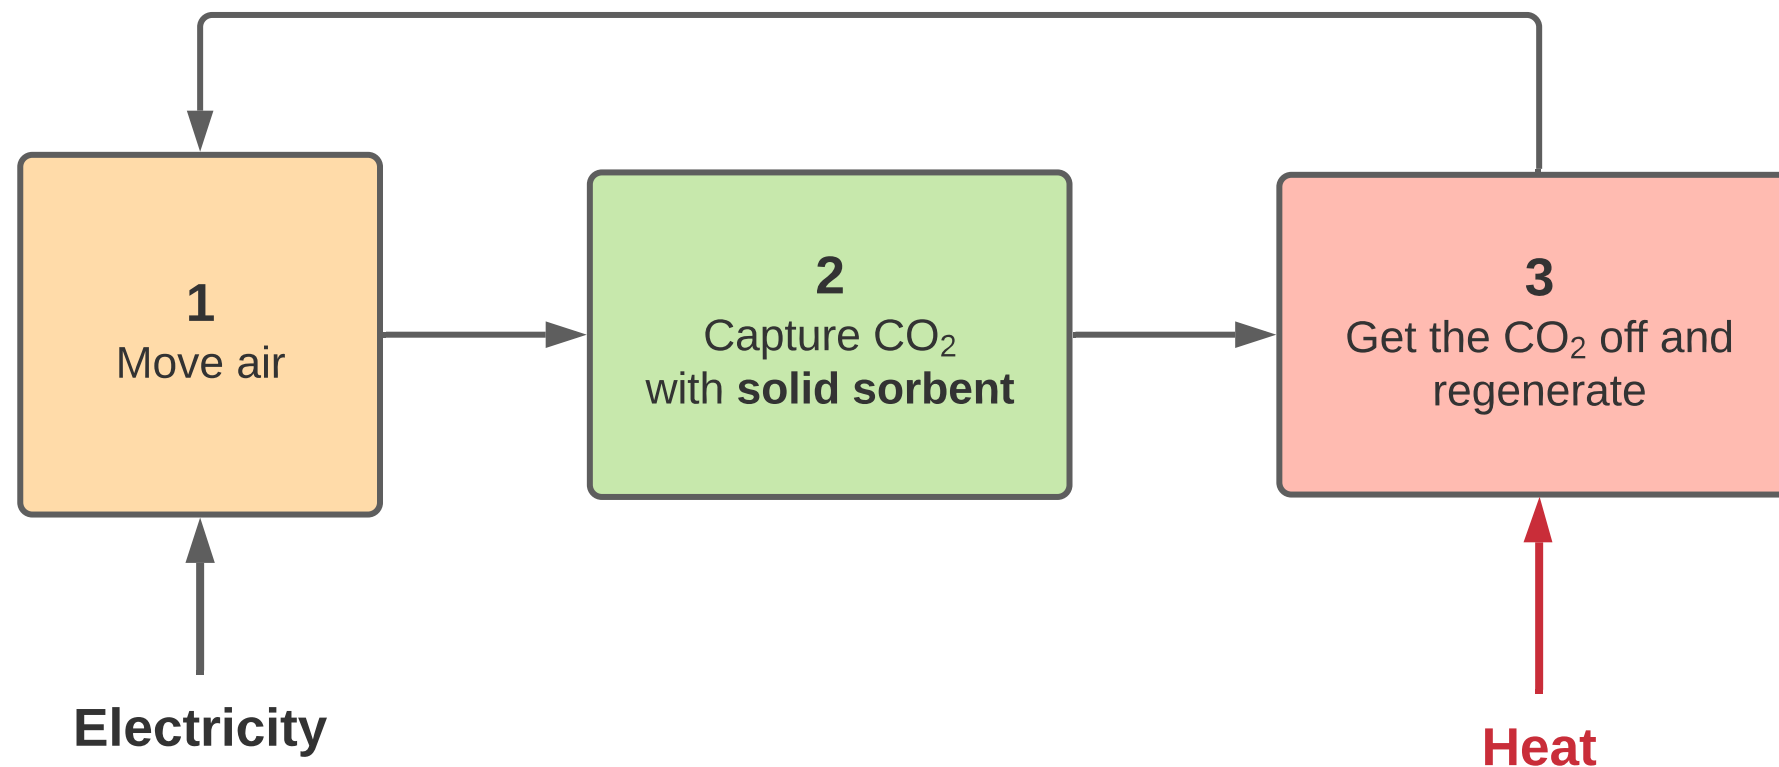 1
Move air
2
Capture CO₂
with solid sorbent
3
Get the CO₂ off and
regenerate
Electricity
Heat